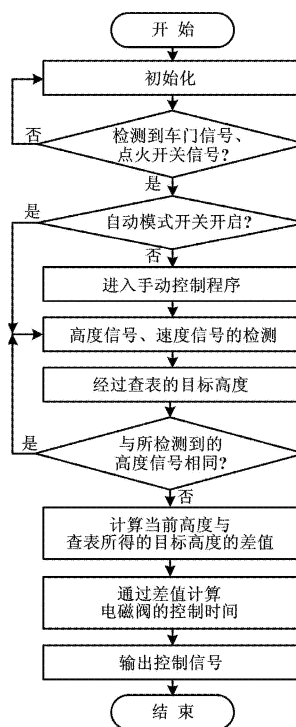 开 始
初始化
否
检测到车门信号、
点火开关信号?
是
是
自动模式开关开启?
否
进入手动控制程序
高度信号、速度信号的检测
经过查表的目标高度
是
与所检测到的
高度信号相同?
否
计算当前高度与
查表所得的目标高度的差值
通过差值计算
电磁阀的控制时间
输出控制信号
结 束